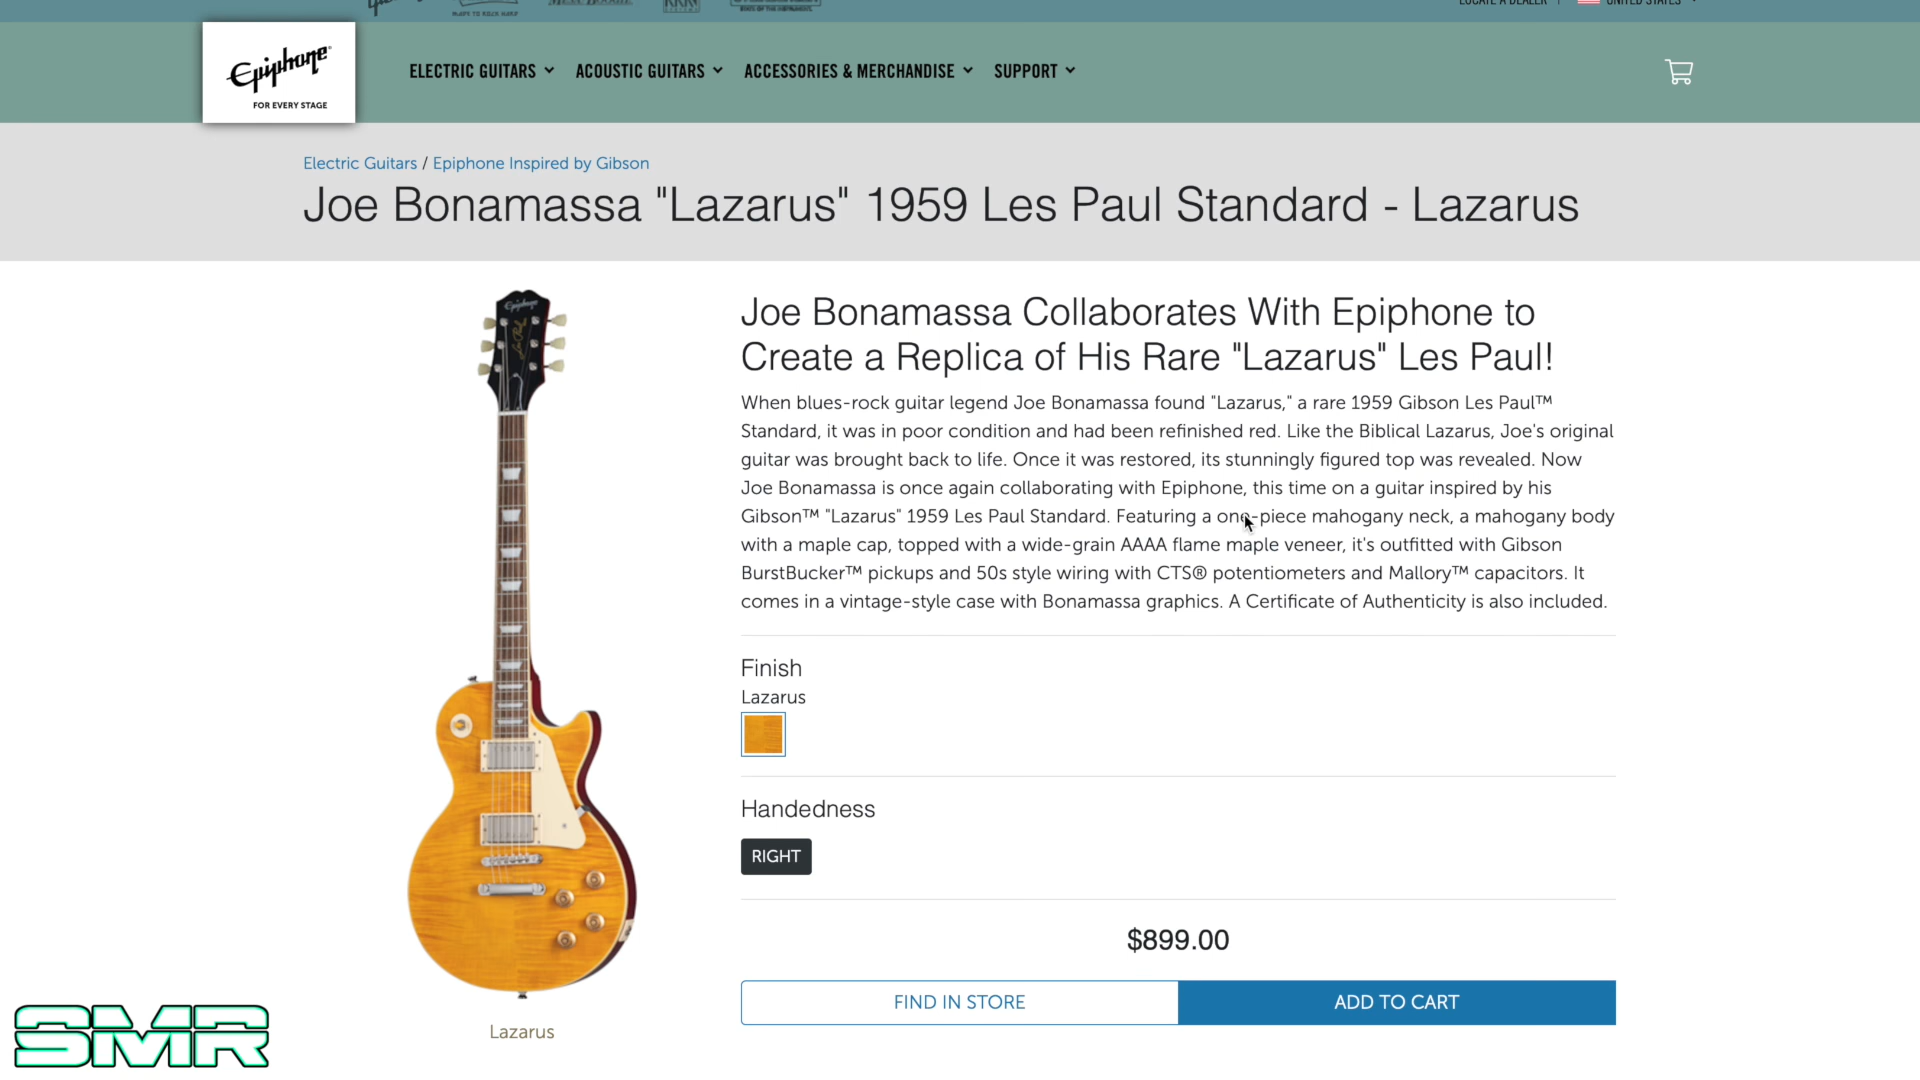 LOCATE A DEALER
UNITED STATES
Epiphone
FOR EVERY STAGE
ELECTRIC GUITARS
ACOUSTIC GUITARS
ACCESSORIES & MERCHANDISE
SUPPORT
Electric Guitars / Epiphone Inspired by Gibson
Joe Bonamassa "Lazarus" 1959 Les Paul Standard - Lazarus
Epiphone
Les Paul
Joe Bonamassa Collaborates With Epiphone to
Create a Replica of His Rare "Lazarus" Les Paul!
When blues-rock guitar legend Joe Bonamassa found "Lazarus," a rare 1959 Gibson Les Paul™
Standard, it was in poor condition and had been refinished red. Like the Biblical Lazarus, Joe's original
guitar was brought back to life. Once it was restored, its stunningly figured top was revealed. Now
Joe Bonamassa is once again collaborating with Epiphone, this time on a guitar inspired by his
Gibson™ "Lazarus" 1959 Les Paul Standard. Featuring a one-piece mahogany neck, a mahogany body
with a maple cap, topped with a wide-grain AAAA flame maple veneer, it's outfitted with Gibson
BurstBucker™ pickups and 50s style wiring with CTS® potentiometers and Mallory™ capacitors. It
comes in a vintage-style case with Bonamassa graphics. A Certificate of Authenticity is also included.
Finish
Lazarus
Handedness
RIGHT
$899.00
FIND IN STORE
ADD TO CART
Lazarus
SMR